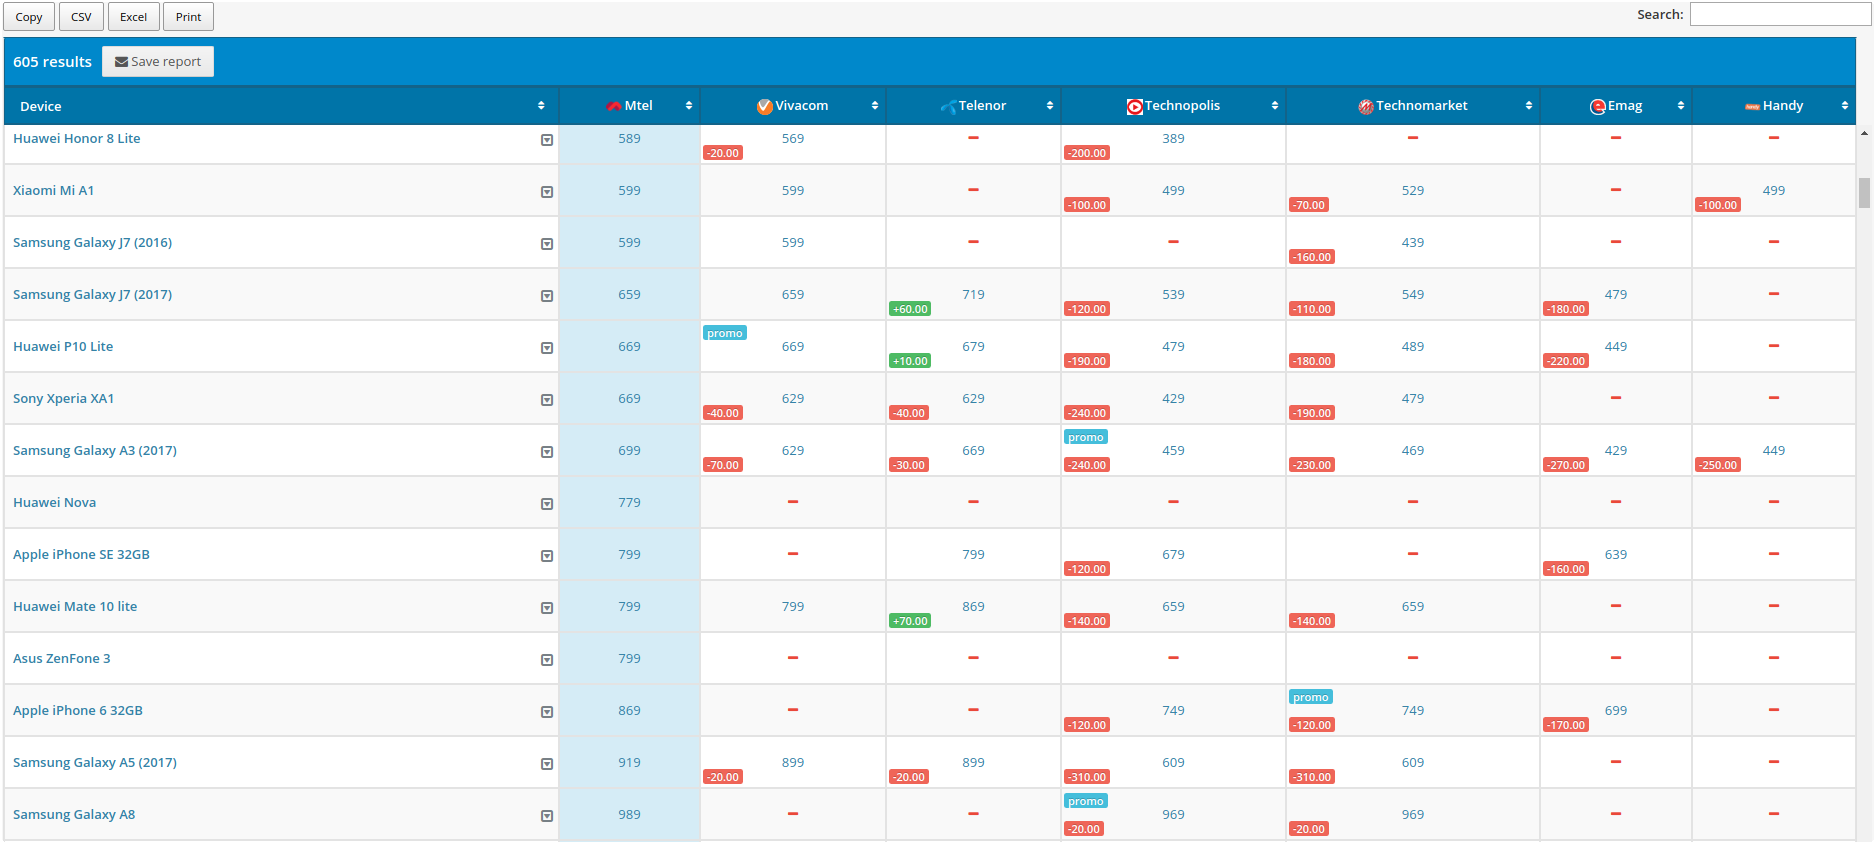 Copy CSV Excel Print Search:
605 results Save report
Device Mtel Vivacom Telenor Technopolis Technomarket Emag Handy
Huawei Honor 8 Lite 589 569 – 389 – – –
-20.00 -200.00
Xiaomi Mi A1 599 599 – 499 529 – 499
-100.00 -70.00 -100.00
Samsung Galaxy J7 (2016) 599 599 – – 439 – –
-160.00
Samsung Galaxy J7 (2017) 659 659 719 539 549 479 –
+60.00 -120.00 -110.00 -180.00
promo
Huawei P10 Lite 669 669 679 479 489 449 –
+10.00 -190.00 -180.00 -220.00
Sony Xperia XA1 669 629 629 429 479 – –
-40.00 -40.00 -240.00 -190.00
promo
Samsung Galaxy A3 (2017) 699 629 669 459 469 429 449
-70.00 -30.00 -240.00 -230.00 -270.00 -250.00
Huawei Nova 779 – – – – – –
Apple iPhone SE 32GB 799 – 799 679 – 639 –
-120.00 -160.00
Huawei Mate 10 lite 799 799 869 659 659 – –
+70.00 -140.00 -140.00
Asus ZenFone 3 799 – – – – – –
promo
Apple iPhone 6 32GB 869 – – 749 749 699 –
-120.00 -120.00 -170.00
Samsung Galaxy A5 (2017) 919 899 899 609 609 – –
-20.00 -20.00 -310.00 -310.00
promo
Samsung Galaxy A8 989 – – 969 969 – –
-20.00 -20.00